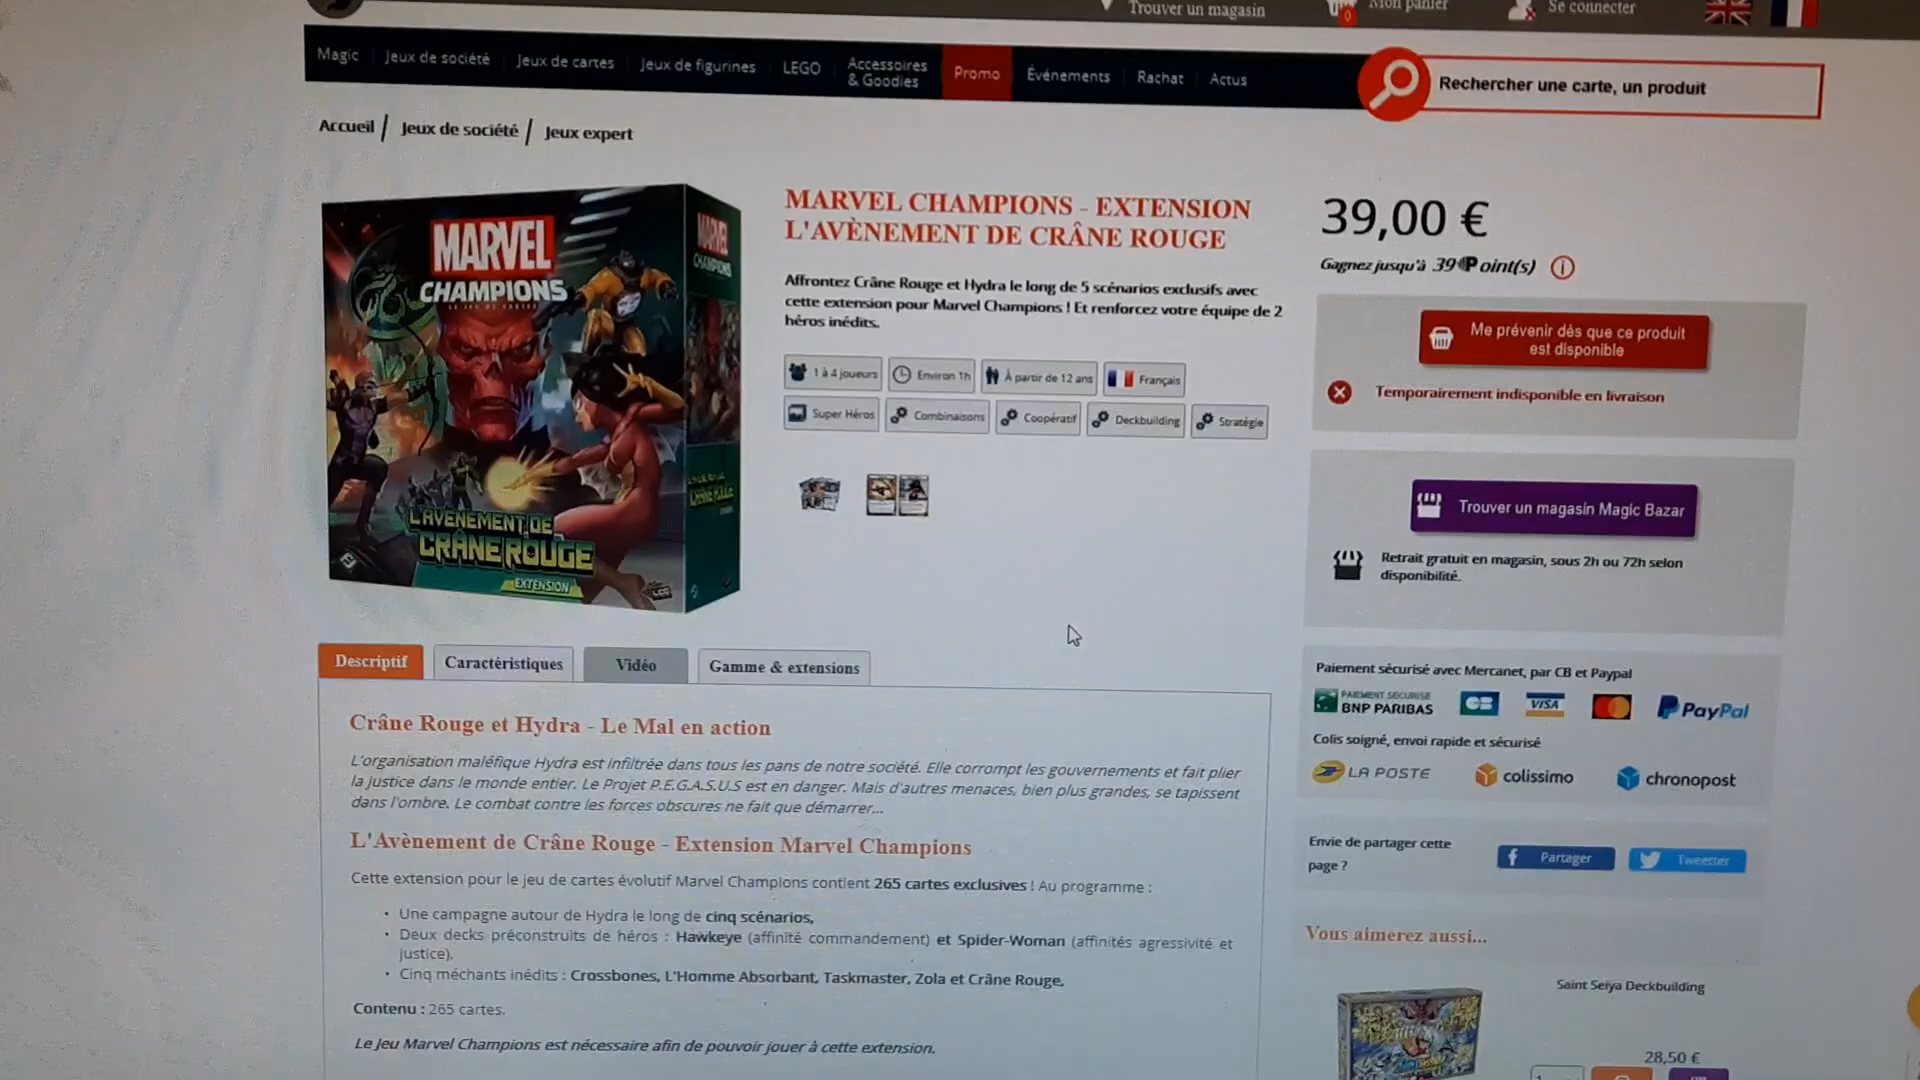 Trouver un magasin
Mon panier
0
Se connecter
Magic
Jeux de société
Jeux de cartes
Jeux de figurines
LEGO
Accessoires
& Goodies
Promo
Événements
Rachat
Actus
Rechercher une carte, un produit
Accueil / Jeux de société / Jeux expert
MARVEL
CHAMPIONS
LE JEU DE CARTES
L'AVÈNEMENT DE
CRÂNE ROUGE
EXTENSION
MARVEL
CHAMPIONS
MARVEL CHAMPIONS - EXTENSION
L'AVÈNEMENT DE CRÂNE ROUGE
Affrontez Crâne Rouge et Hydra le long de 5 scénarios exclusifs avec
cette extension pour Marvel Champions ! Et renforcez votre équipe de 2
héros inédits.
1 à 4 joueurs
Environ 1h
À partir de 12 ans
Français
Super Héros
Combinaisons
Coopératif
Deckbuilding
Stratégie
39,00 €
Gagnez jusqu'à 39 Point(s)
Me prévenir dès que ce produit
est disponible
Temporairement indisponible en livraison
Trouver un magasin Magic Bazar
Retrait gratuit en magasin, sous 2h ou 72h selon
disponibilité.
Paiement sécurisé avec Mercanet, par CB et Paypal
PAIEMENT SÉCURISÉ
BNP PARIBAS
CB
VISA
PayPal
Colis soigné, envoi rapide et sécurisé
LA POSTE
colissimo
chronopost
Envie de partager cette
page ?
Partager
Tweetter
Vous aimerez aussi...
Saint Seiya Deckbuilding
28,50 €
1
Descriptif
Caractéristiques
Vidéo
Gamme & extensions
Crâne Rouge et Hydra - Le Mal en action
L'organisation maléfique Hydra est infiltrée dans tous les pans de notre société. Elle corrompt les gouvernements et fait plier
la justice dans le monde entier. Le Projet P.E.G.A.S.U.S est en danger. Mais d'autres menaces, bien plus grandes, se tapissent
dans l'ombre. Le combat contre les forces obscures ne fait que démarrer...
L'Avènement de Crâne Rouge - Extension Marvel Champions
Cette extension pour le jeu de cartes évolutif Marvel Champions contient 265 cartes exclusives ! Au programme :
• Une campagne autour de Hydra le long de cinq scénarios,
• Deux decks préconstruits de héros : Hawkeye (affinité commandement) et Spider-Woman (affinités agressivité et
justice),
• Cinq méchants inédits : Crossbones, L'Homme Absorbant, Taskmaster, Zola et Crâne Rouge.
Contenu : 265 cartes.
Le Jeu Marvel Champions est nécessaire afin de pouvoir jouer à cette extension.